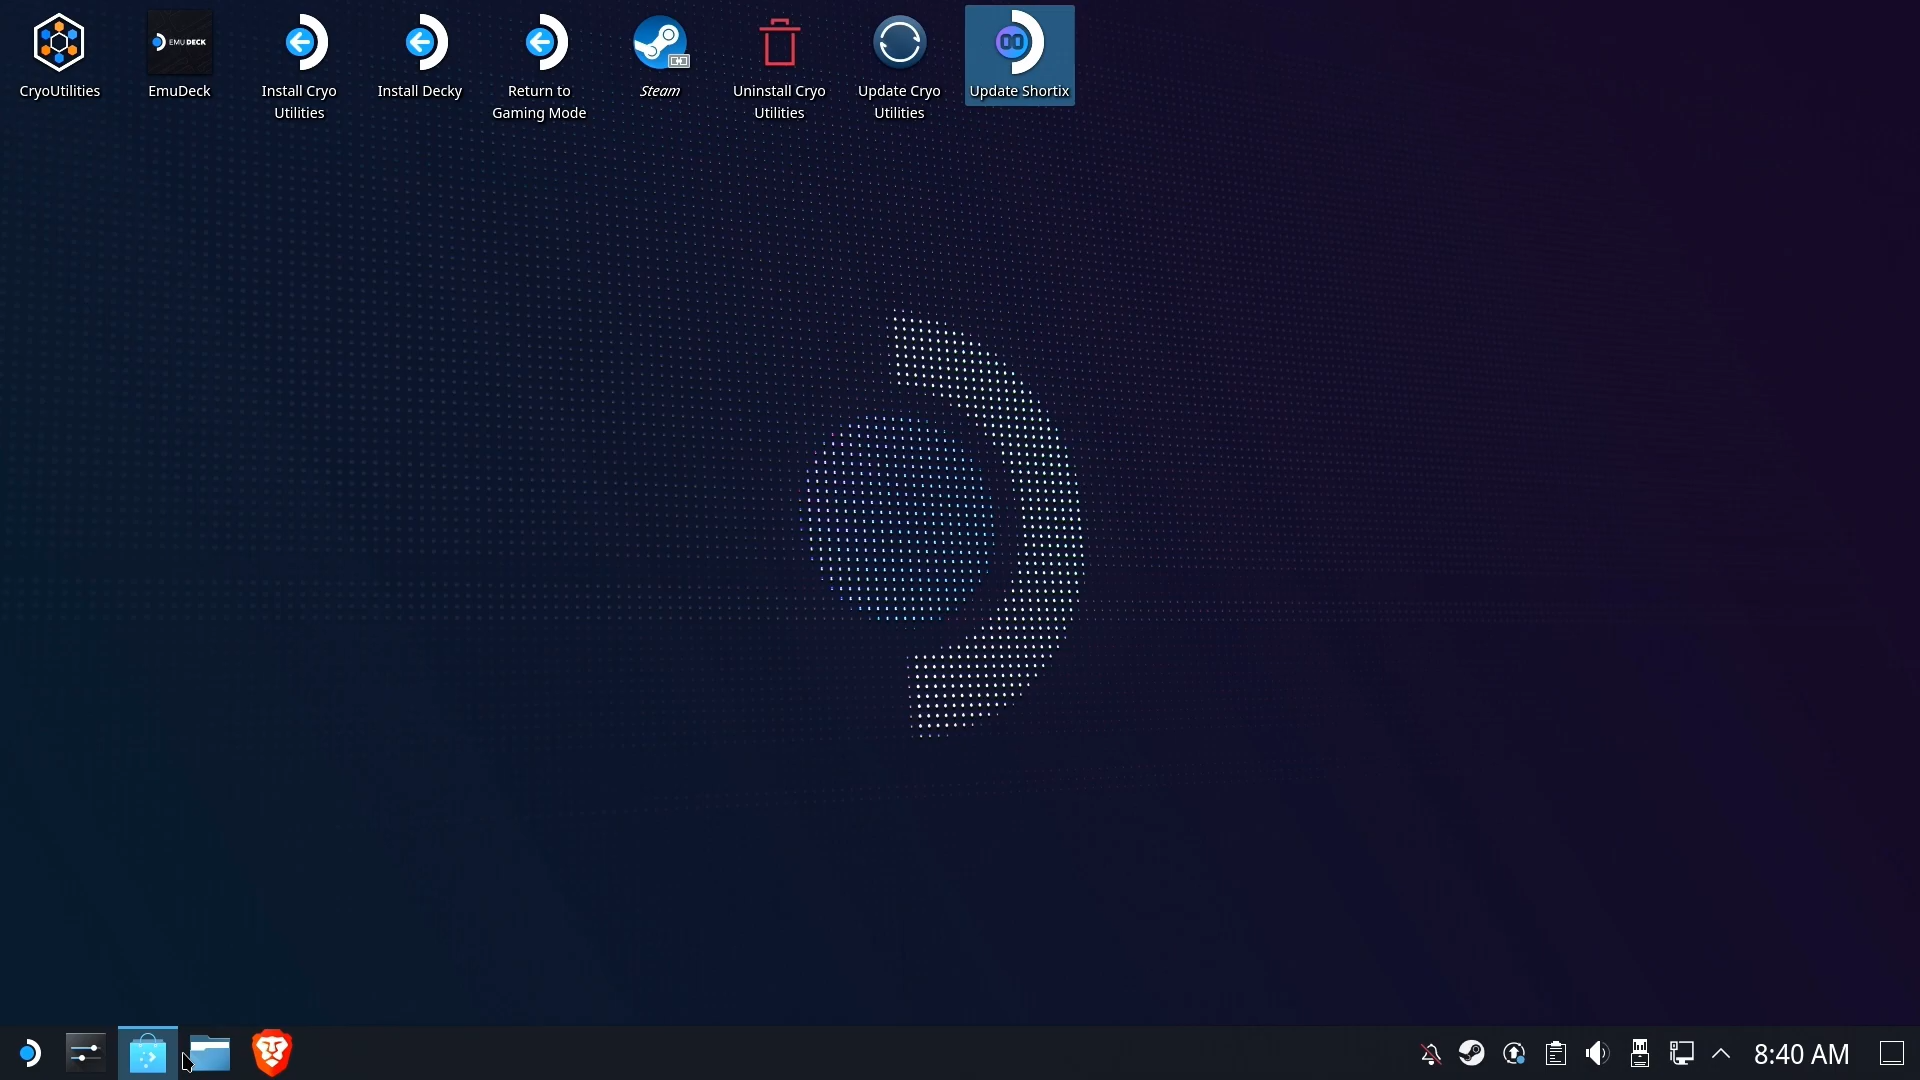 CryoUtilities
EMUDECK
EmuDeck
Install Cryo
Utilities
Install Decky
Return to
Gaming Mode
Steam
Uninstall Cryo
Utilities
Update Cryo
Utilities
Update Shortix
8:40 AM